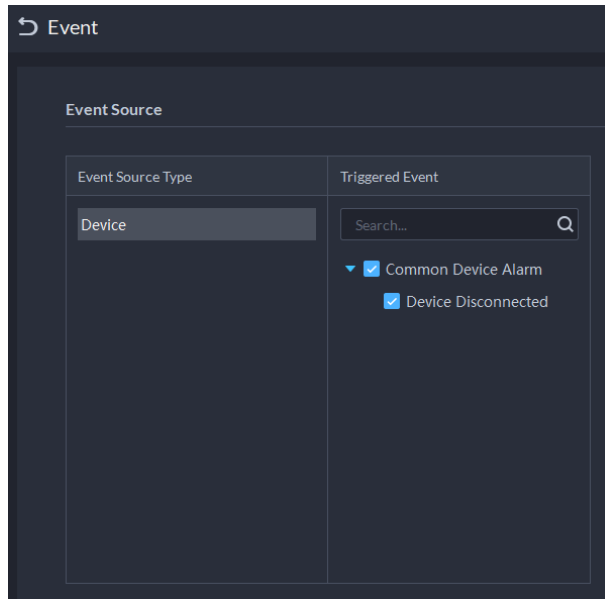 Event
Event Source
Event Source Type
Triggered Event
Device
Search...
Common Device Alarm
Device Disconnected